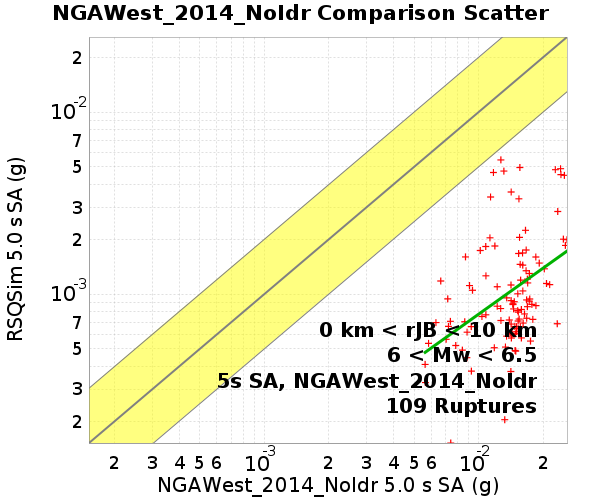 NGAWest_2014_NoIdr Comparison Scatter
RSQSim 5.0 s SA (g)
2
10-2
7
5
3
2
10-3
7
5
3
2
0 km < rJB < 10 km
6 < Mw < 6.5
5s SA, NGAWest_2014_NoIdr
109 Ruptures
2 3 4 5 6 10-3 2 3 4 5 6 10-2 2
NGAWest_2014_NoIdr 5.0 s SA (g)